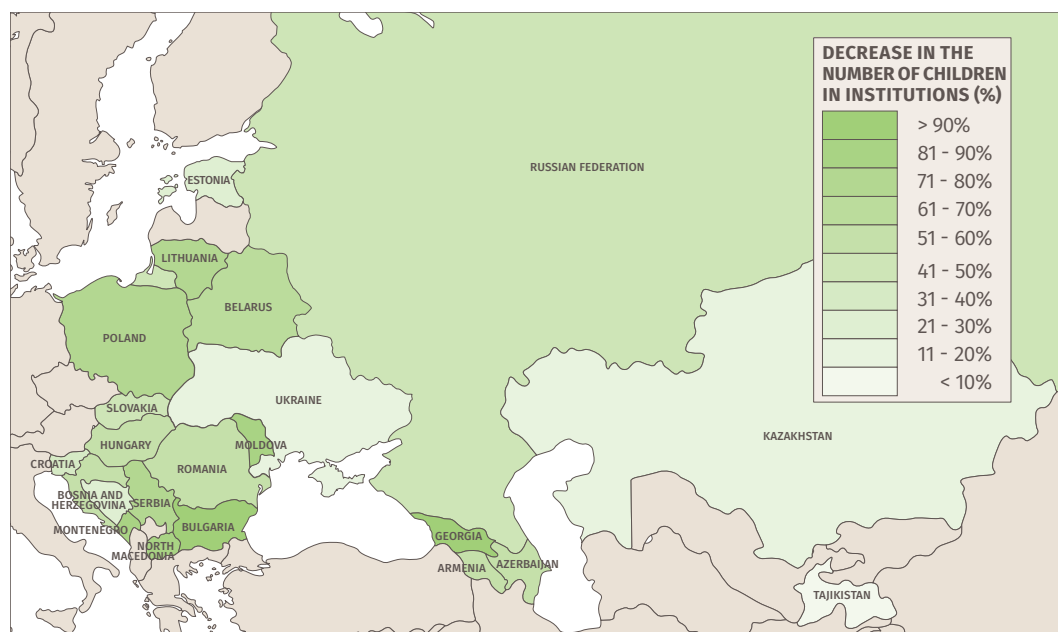 DECREASE IN THE
NUMBER OF CHILDREN
IN INSTITUTIONS (%)
> 90%
81 - 90%
71 - 80%
61 - 70%
51 - 60%
41 - 50%
31 - 40%
21 - 30%
11 - 20%
< 10%
RUSSIAN FEDERATION
ESTONIA
LITHUANIA
BELARUS
POLAND
UKRAINE
SLOVAKIA
KAZAKHSTAN
HUNGARY
MOLDOVA
CROATIA
ROMANIA
BOSNIA AND
HERZEGOVINA
SERBIA
MONTENEGRO
BULGARIA
NORTH
MACEDONIA
GEORGIA
ARMENIA
AZERBAIJAN
TAJIKISTAN